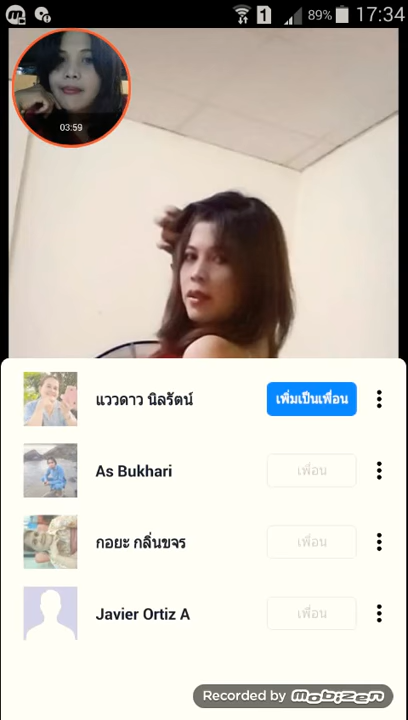 1
89%
17:34
03:59
แววดาว นิลรัตน์
เพิ่มเป็นเพื่อน
As Bukhari
เพื่อน
กอยะ กลิ่นขจร
เพื่อน
Javier Ortiz A
เพื่อน
Recorded by mobizen